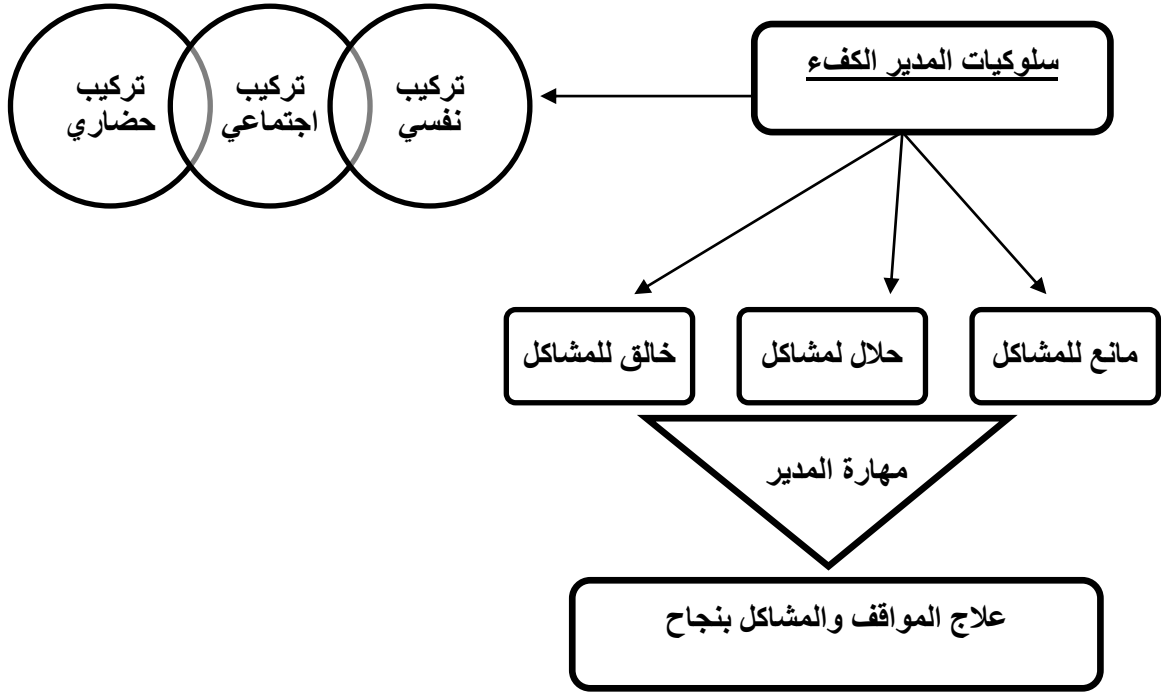 سلوكيات المدير الكفء
تركيب
نفسي
تركيب
اجتماعي
تركيب
حضاري
مانع للمشاكل
حلال لمشاكل
خالق للمشاكل
مهارة المدير
علاج المواقف والمشاكل بنجاح